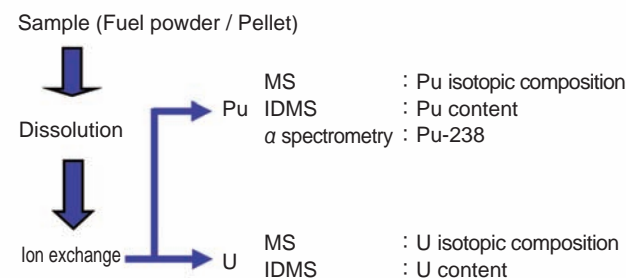 Sample (Fuel powder / Pellet)
MS : Pu isotopic composition
Pu IDMS : Pu content
Dissolution
α spectrometry : Pu-238
Ion exchange
MS : U isotopic composition
U IDMS : U content